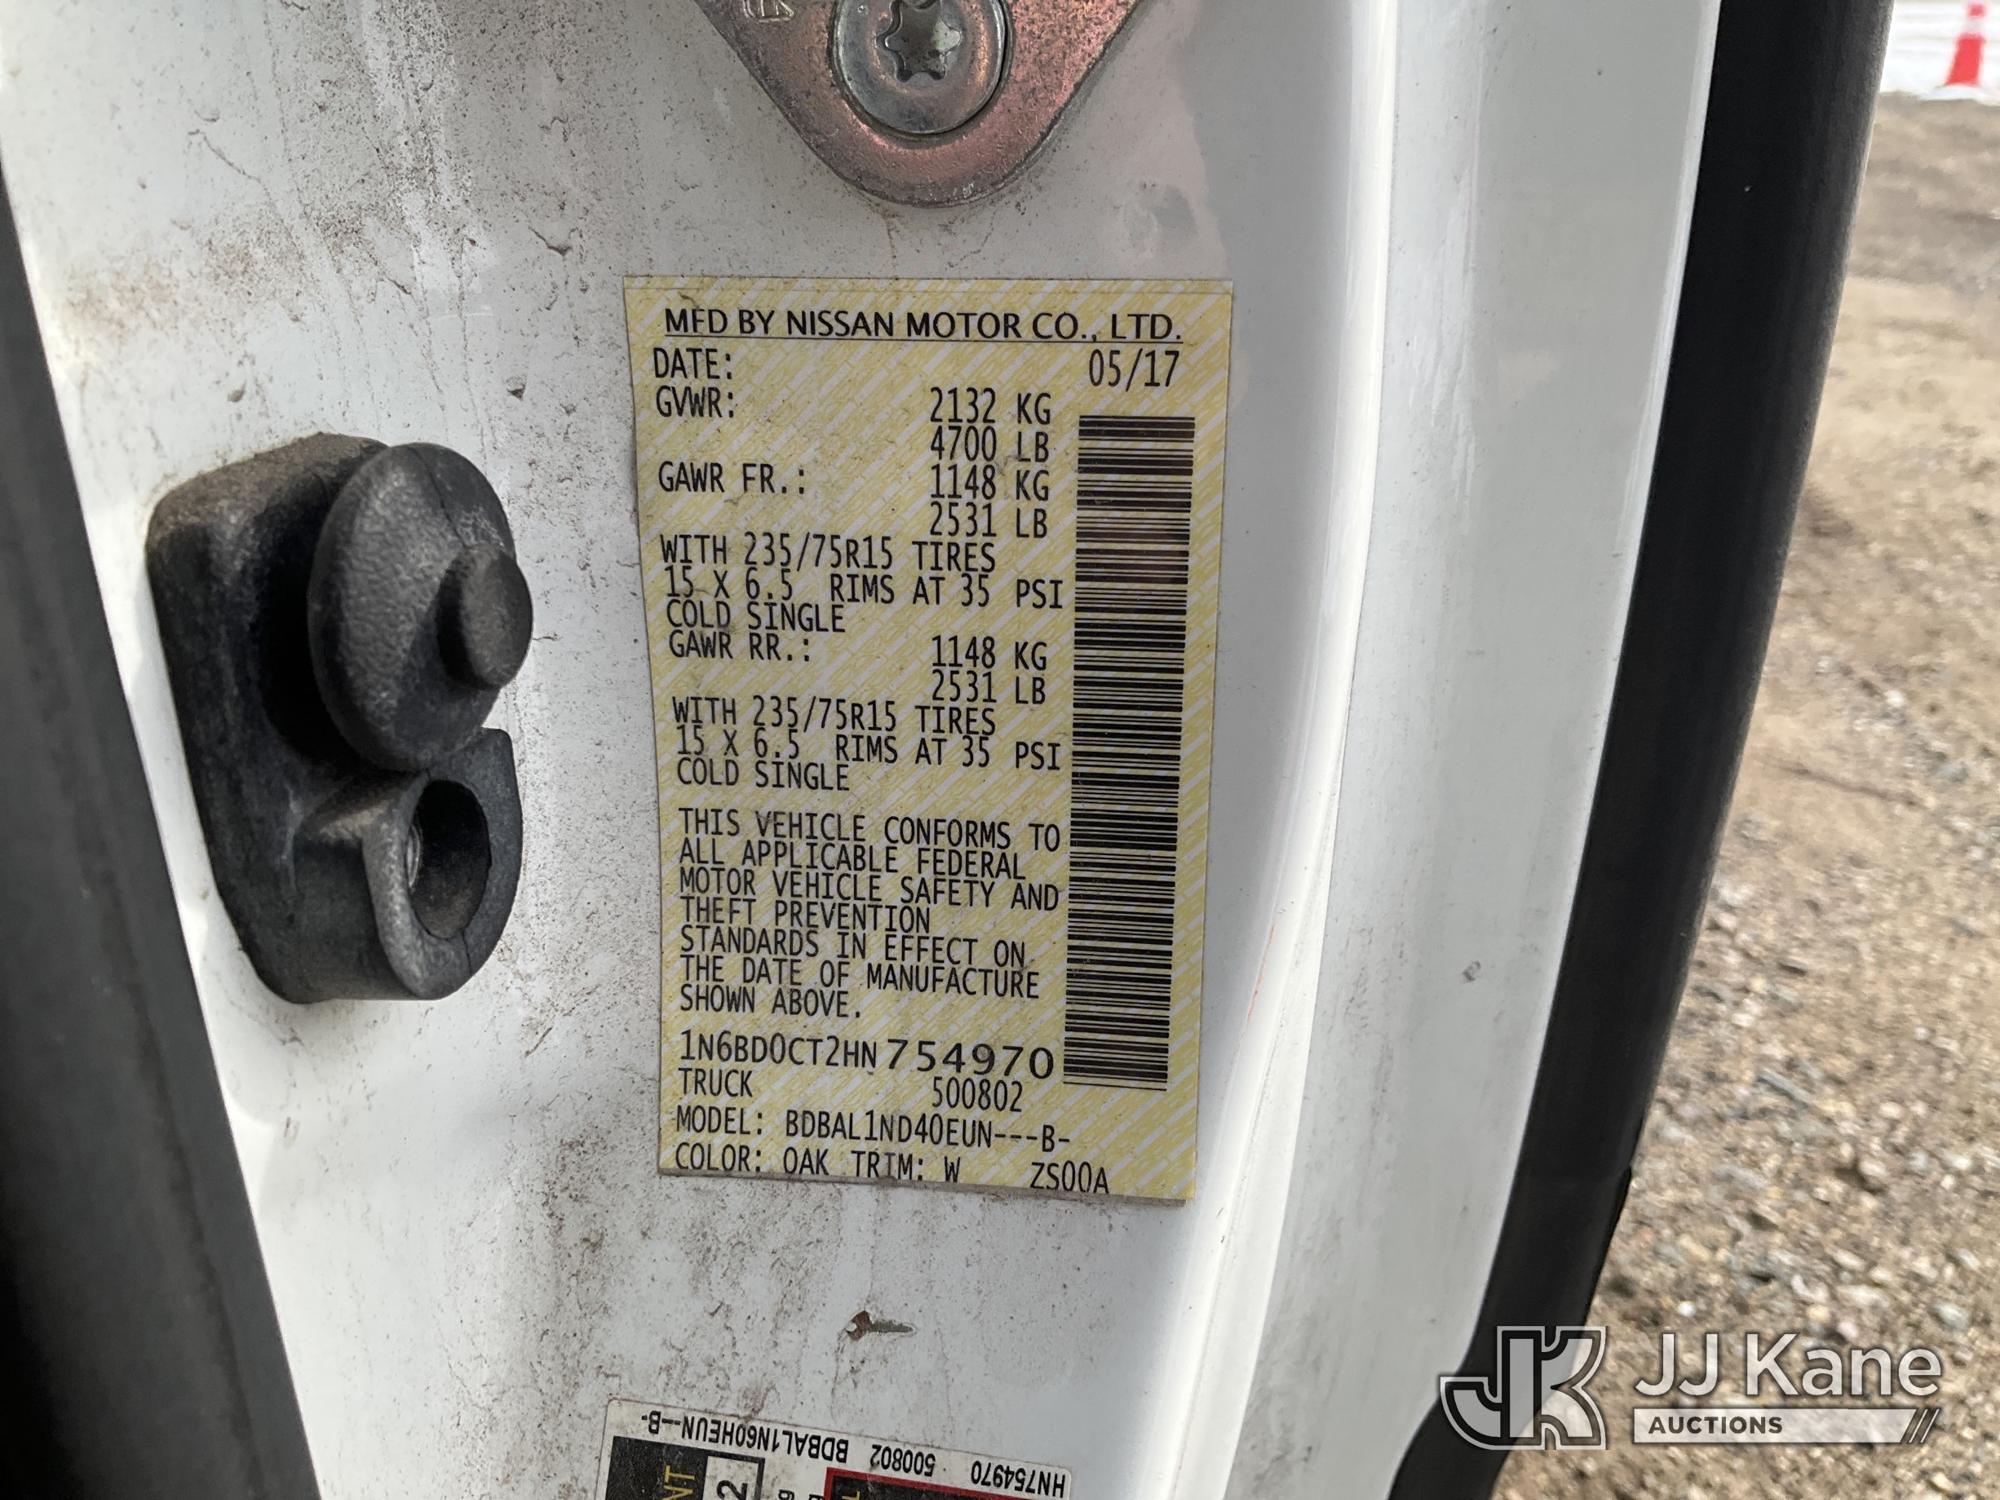 MFD BY NISSAN MOTOR CO., LTD.
DATE: 05/17
GVWR: 2132 KG
4700 LB
GAWR FR.: 1148 KG
2531 LB
WITH 235/75R15 TIRES
15 X 6.5 RIMS AT 35 PSI
COLD SINGLE
GAWR RR.: 1148 KG
2531 LB
WITH 235/75R15 TIRES
15 X 6.5 RIMS AT 35 PSI
COLD SINGLE
THIS VEHICLE CONFORMS TO
ALL APPLICABLE FEDERAL
MOTOR VEHICLE SAFETY AND
THEFT PREVENTION
STANDARDS IN EFFECT ON
THE DATE OF MANUFACTURE
SHOWN ABOVE.
1N6BD0CT2HN754970
TRUCK 500802
MODEL: BDBAL1ND40EUN---B-
COLOR: QAK TRIM: W ZS00A
HN754970 500802 BDBAL1N60HEUN--B-
JJ Kane
AUCTIONS